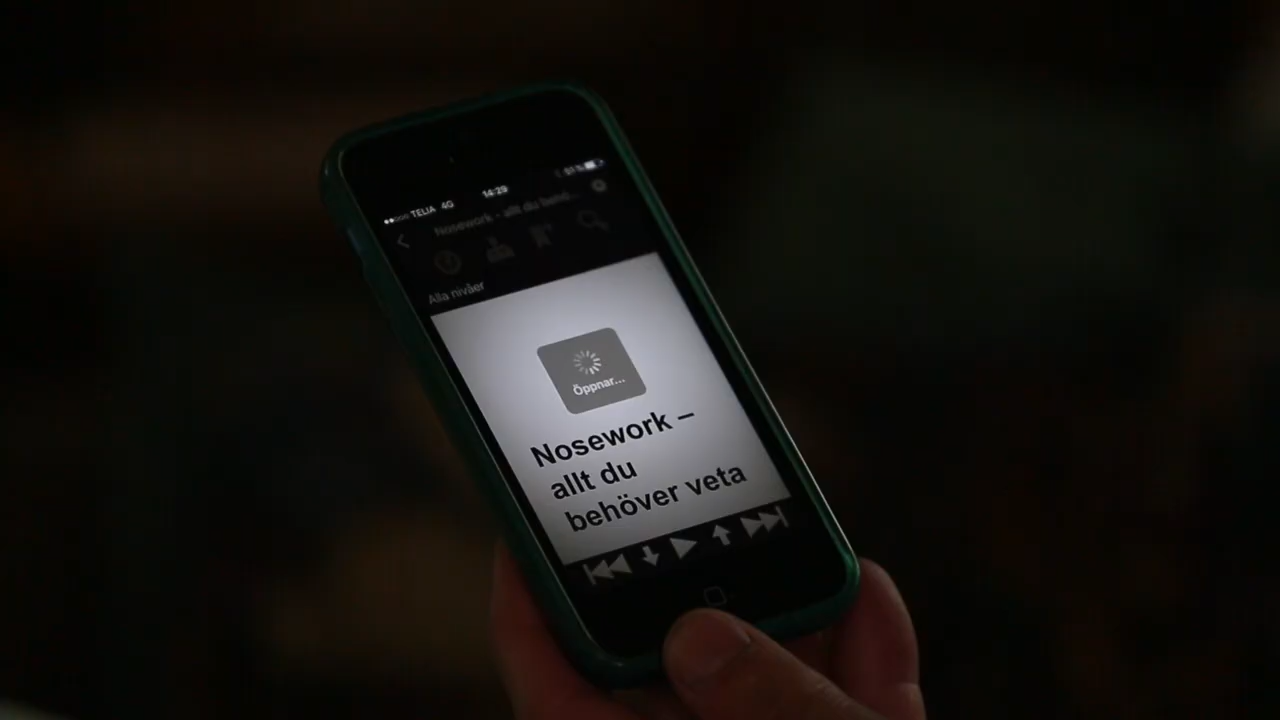 TELIA 4G 14:29
Nosework - allt du behö...
Alla nivåer
Öppnar...
Nosework –
allt du
behöver veta